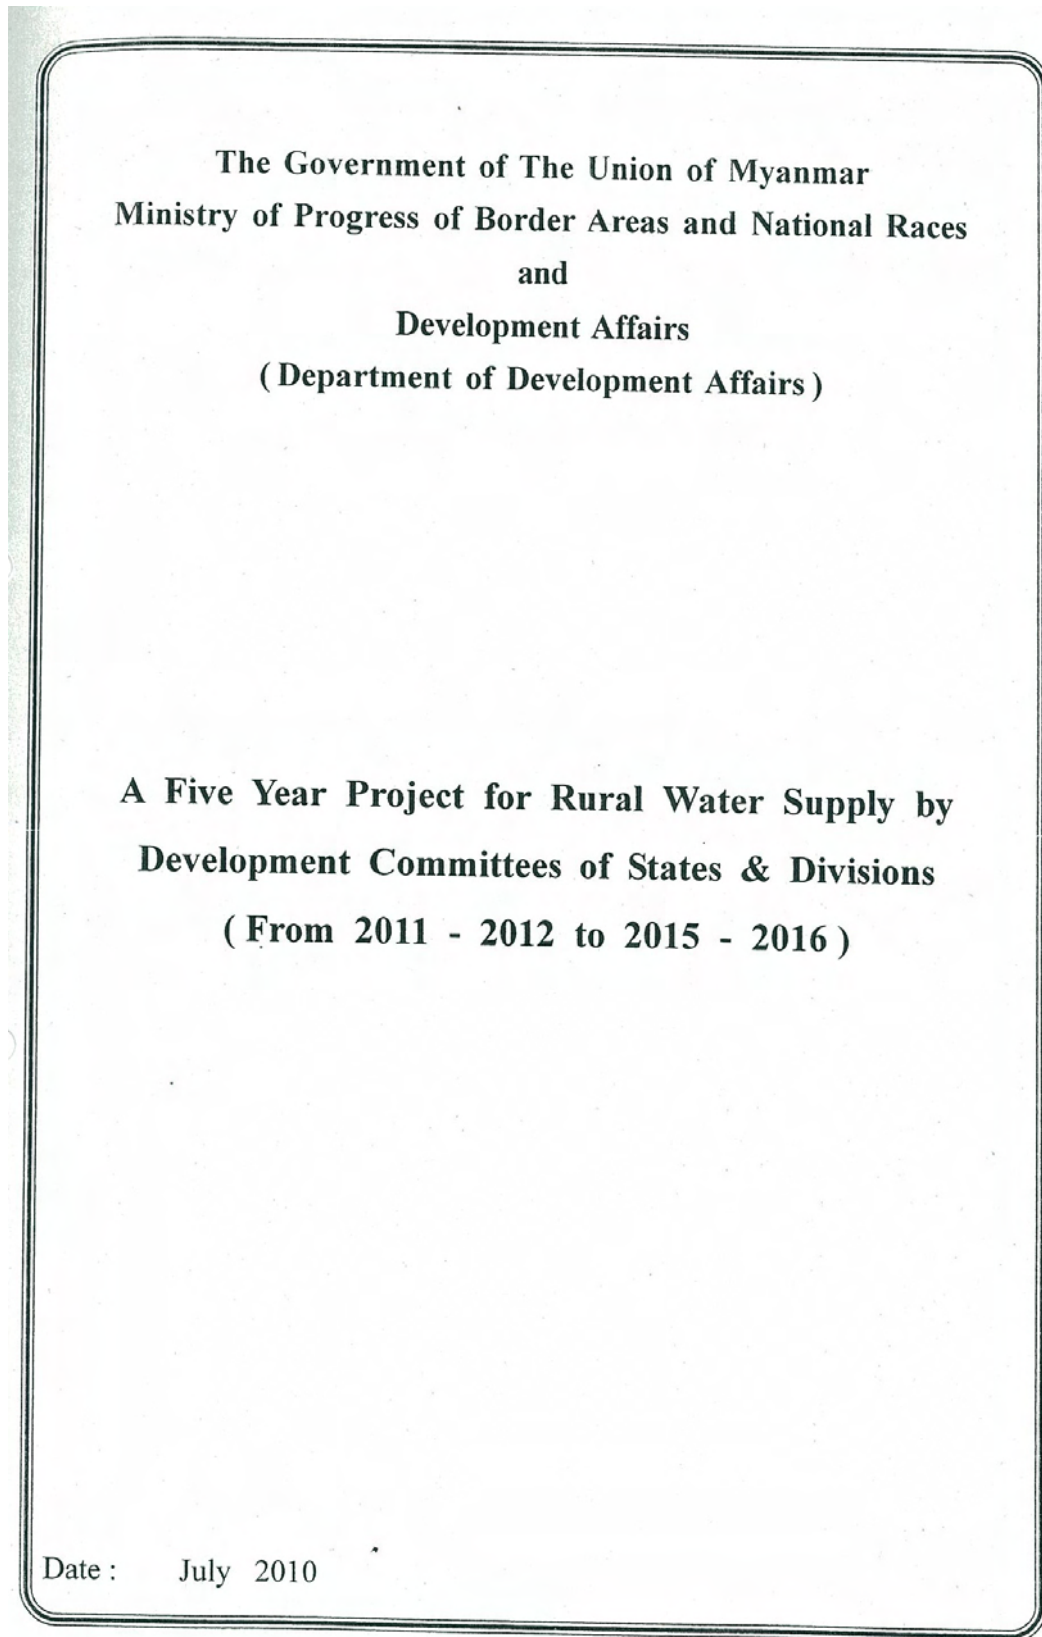 The Government of The Union of Myanmar
Ministry of Progress of Border Areas and National Races
and
Development Affairs
( Department of Development Affairs )
A Five Year Project for Rural Water Supply by
Development Committees of States & Divisions
( From 2011 - 2012 to 2015 - 2016 )
Date : July 2010